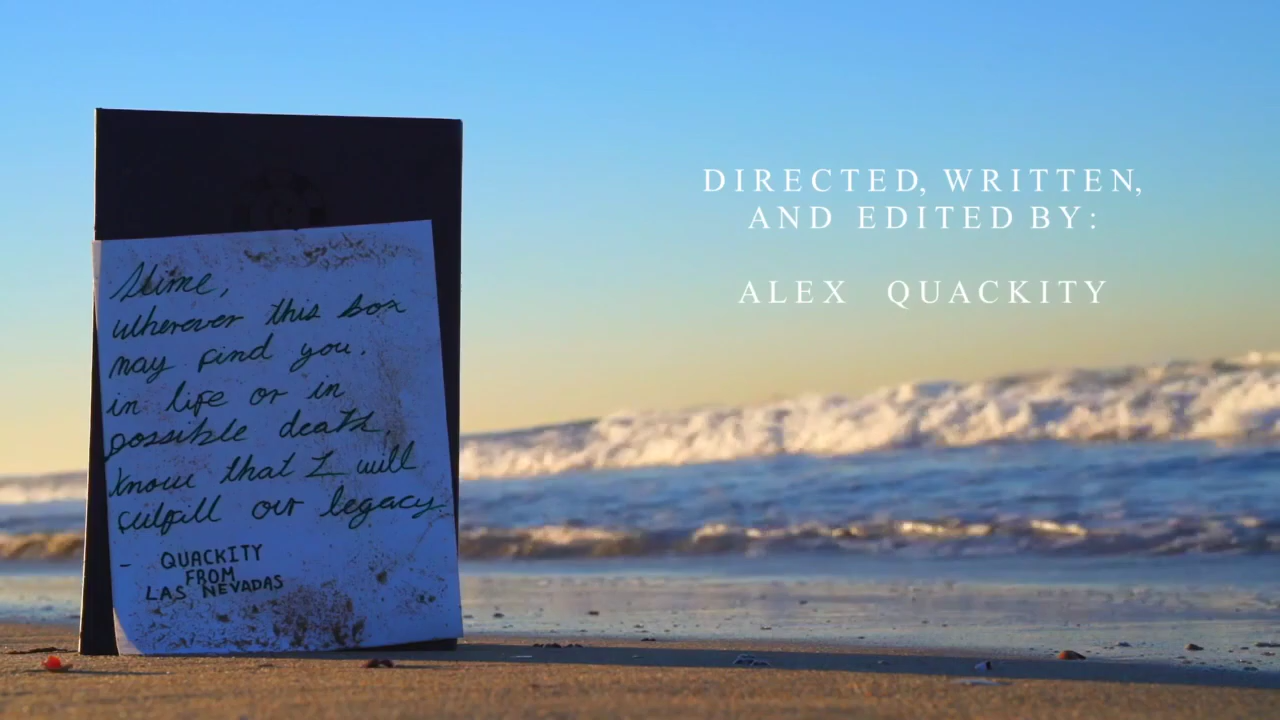 Slime,
wherever this box
may find you.
in life or in
possible death,
know that I will
fulfill our legacy.
- QUACKITY
FROM
LAS NEVADAS
DIRECTED, WRITTEN,
AND EDITED BY:
ALEX QUACKITY